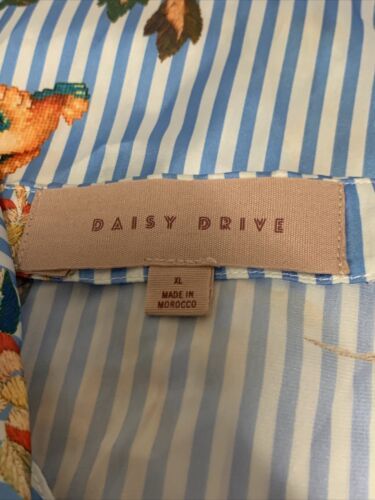 DAISY DRIVE
XL
MADE IN
MOROCCO